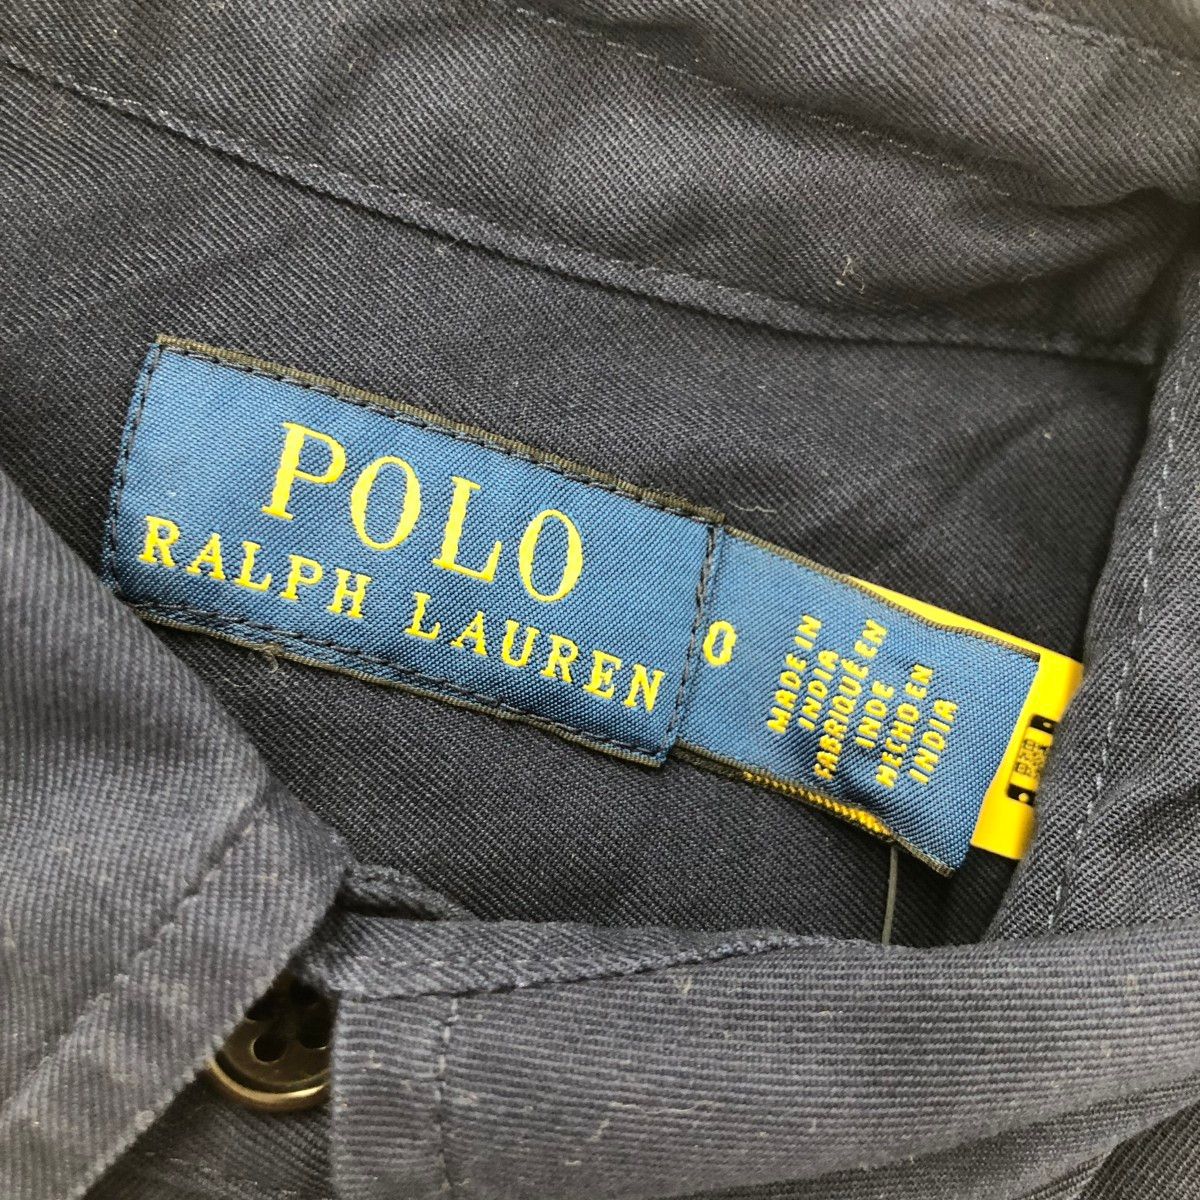 POLO
RALPH LAUREN
0
MADE IN
INDIA
FABRIQUÉ EN
INDE
HECHO EN
INDIA